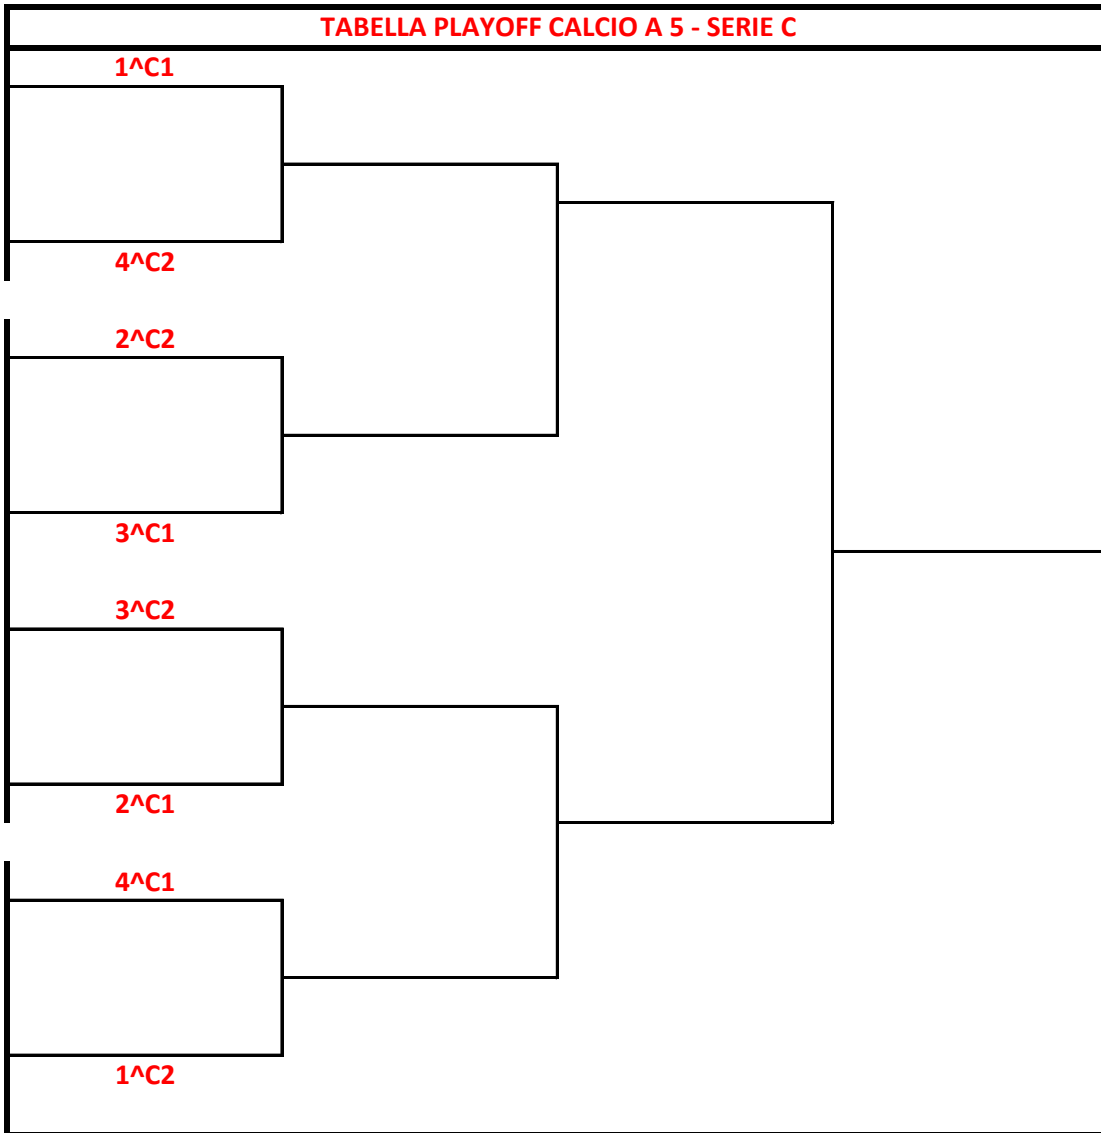 TABELLA PLAYOFF CALCIO A 5 - SERIE C
1^C1
4^C2
2^C2
3^C1
3^C2
2^C1
4^C1
1^C2